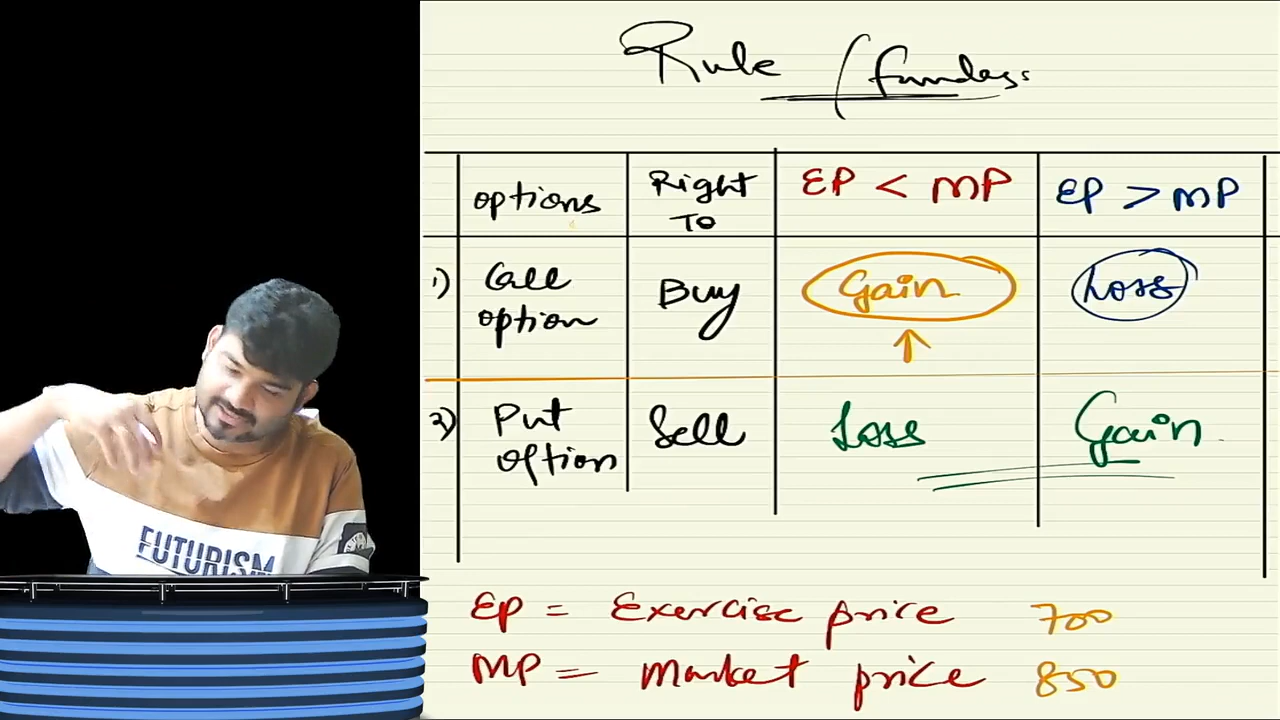 Rule / fundas:
options
Right
TO
EP < MP
EP > MP
1)
Call
option
Buy
Gain
Loss
2)
Put
option
Sell
Loss
Gain
EP = Exercise price 700
MP = Market price 850
FUTURISM